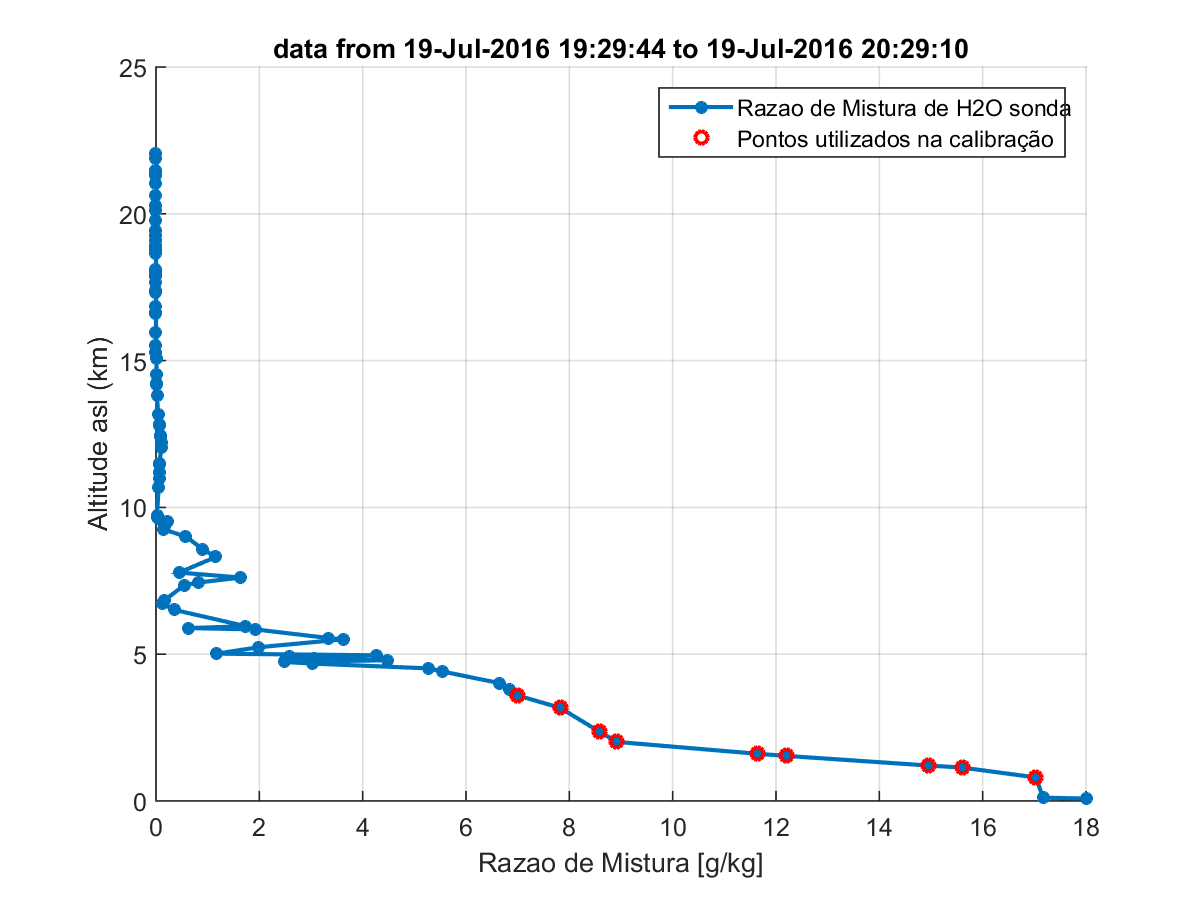 data from 19-Jul-2016 19:29:44 to 19-Jul-2016 20:29:10
Razao de Mistura de H2O sonda
Pontos utilizados na calibração
25
20
15
10
5
0
Altitude asl (km)
0 2 4 6 8 10 12 14 16 18
Razao de Mistura [g/kg]